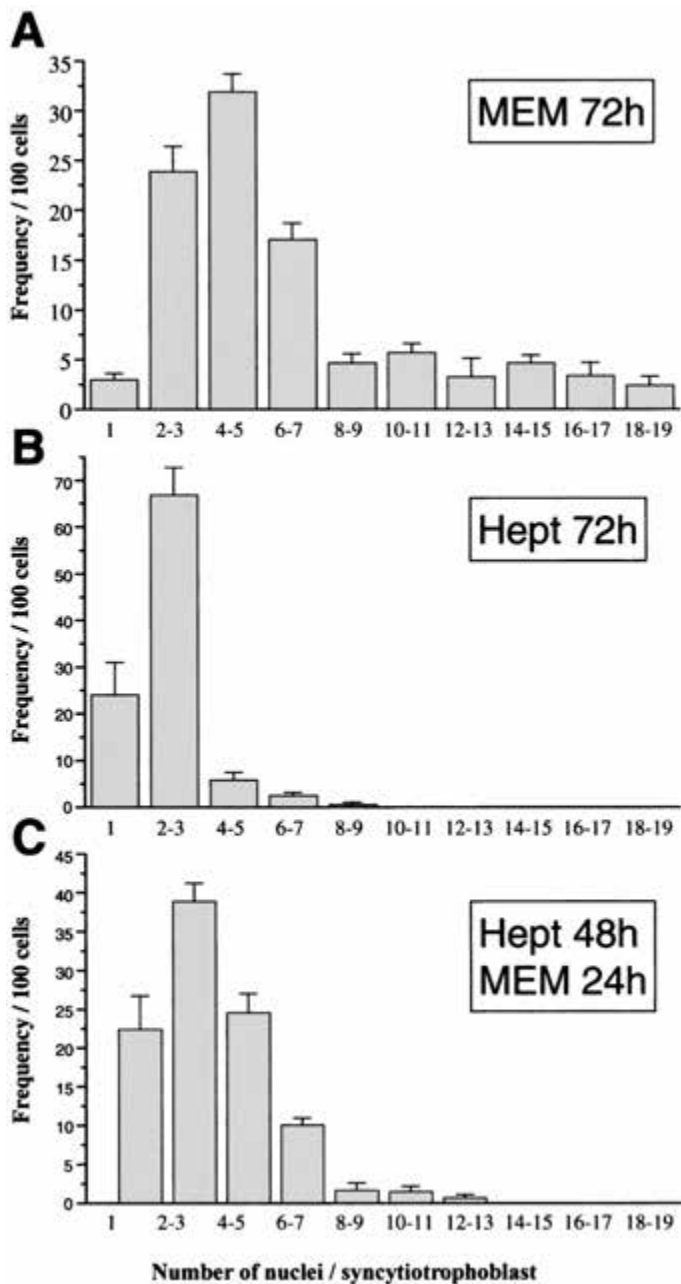 A
Frequency / 100 cells
35
30
25
20
15
10
5
0
MEM 72h
1 2-3 4-5 6-7 8-9 10-11 12-13 14-15 16-17 18-19
B
Frequency / 100 cells
70
60
50
40
30
20
10
0
Hept 72h
1 2-3 4-5 6-7 8-9 10-11 12-13 14-15 16-17 18-19
C
Frequency / 100 cells
45
40
35
30
25
20
15
10
5
0
Hept 48h
MEM 24h
1 2-3 4-5 6-7 8-9 10-11 12-13 14-15 16-17 18-19
Number of nuclei / syncytiotrophoblast